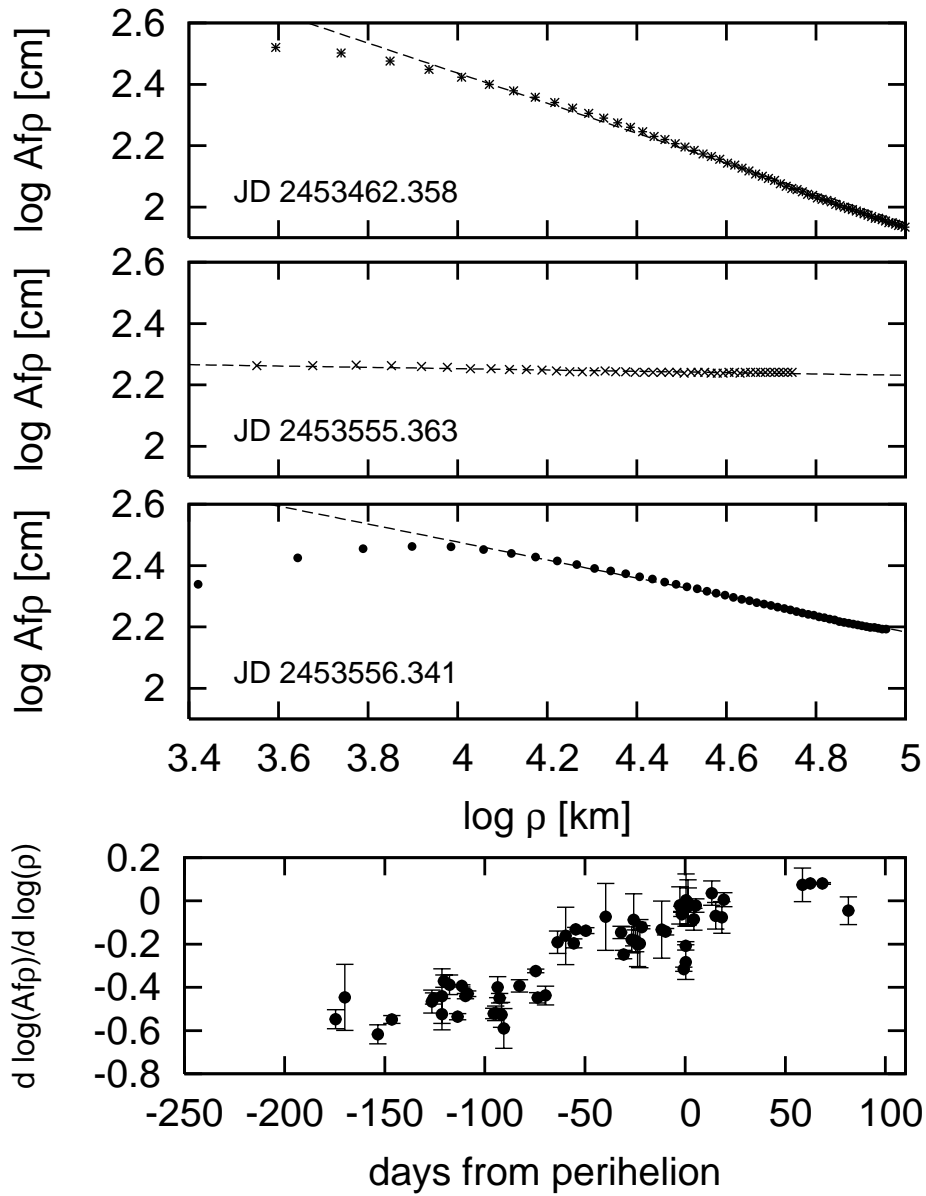 2.6
2.4
2.2
2
log Afρ [cm]
JD 2453462.358
2.6
2.4
2.2
2
log Afρ [cm]
JD 2453555.363
2.6
2.4
2.2
2
log Afρ [cm]
JD 2453556.341
3.4 3.6 3.8 4 4.2 4.4 4.6 4.8 5
log ρ [km]
0.2
0
-0.2
-0.4
-0.6
-0.8
d log(Afρ)/d log(ρ)
-250 -200 -150 -100 -50 0 50 100
days from perihelion